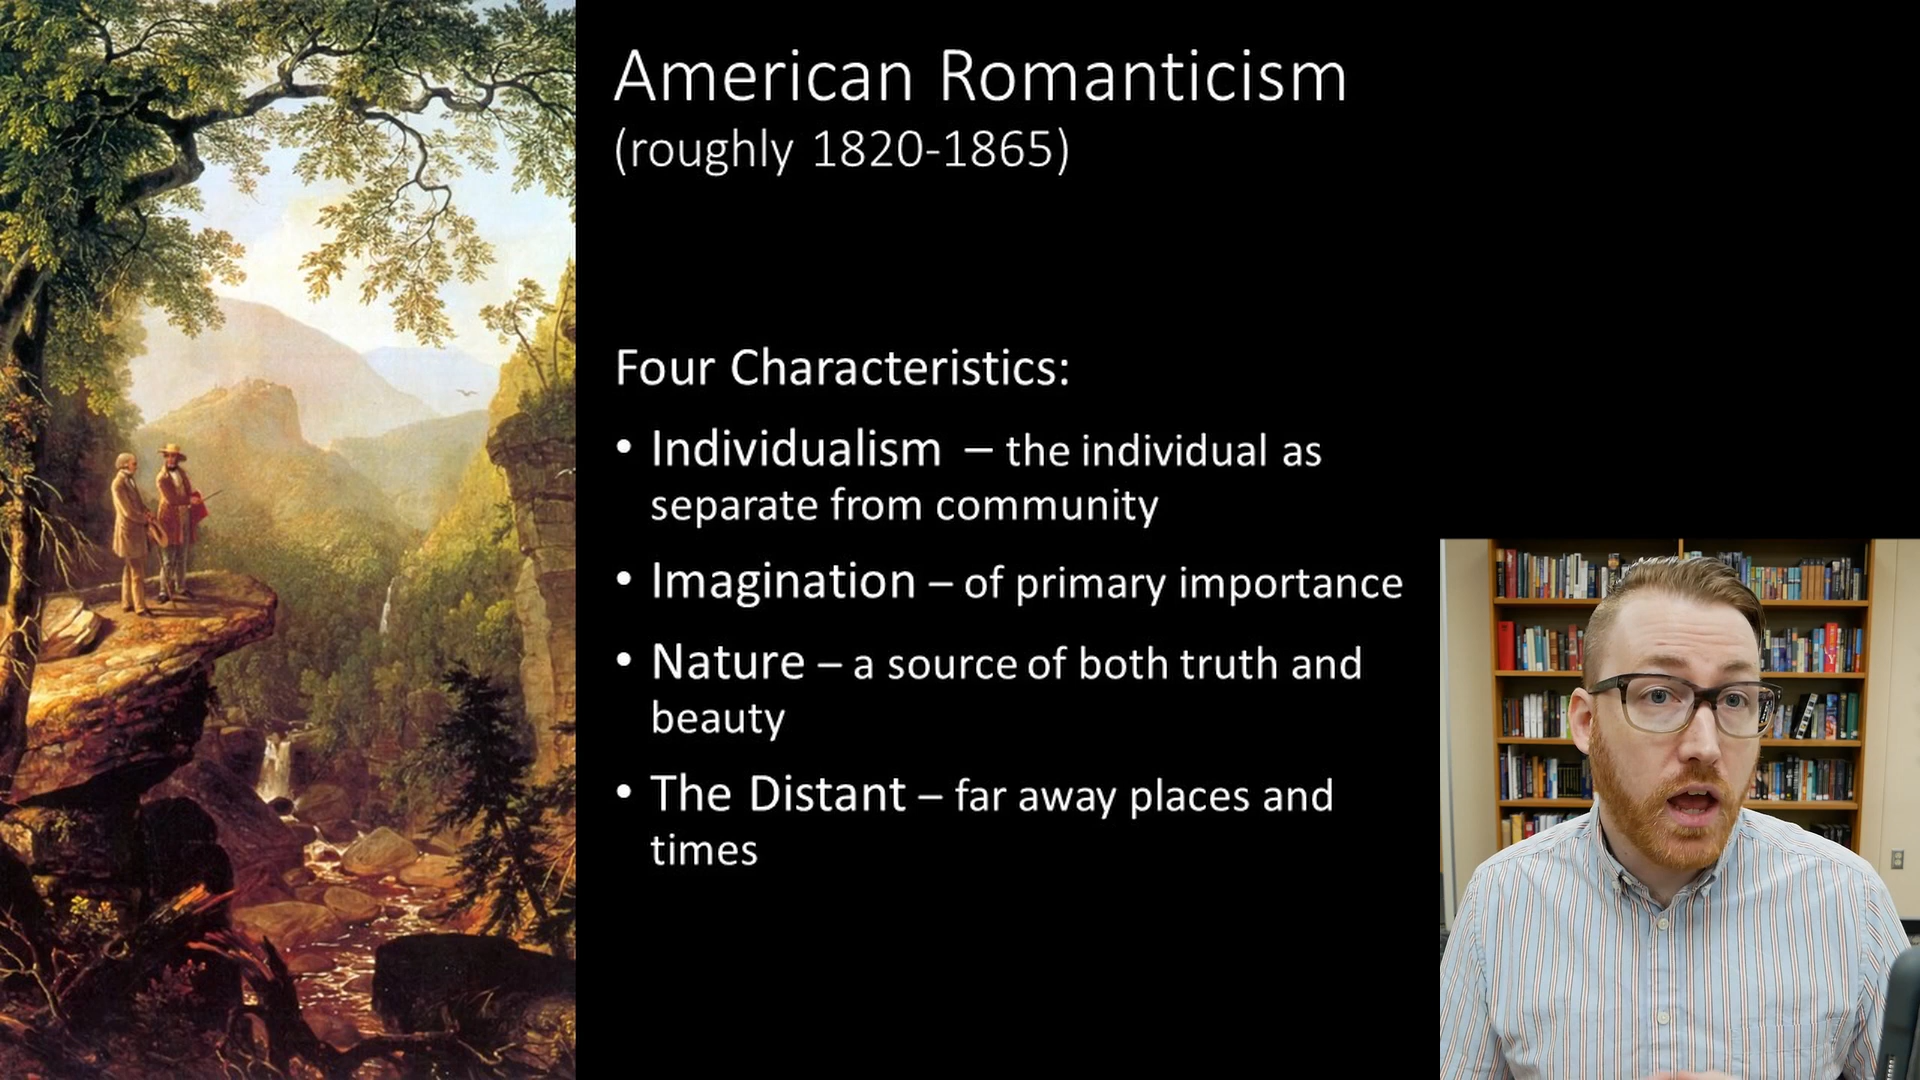 American Romanticism
(roughly 1820-1865)
Four Characteristics:
• Individualism – the individual as
separate from community
• Imagination – of primary importance
• Nature – a source of both truth and
beauty
• The Distant – far away places and
times